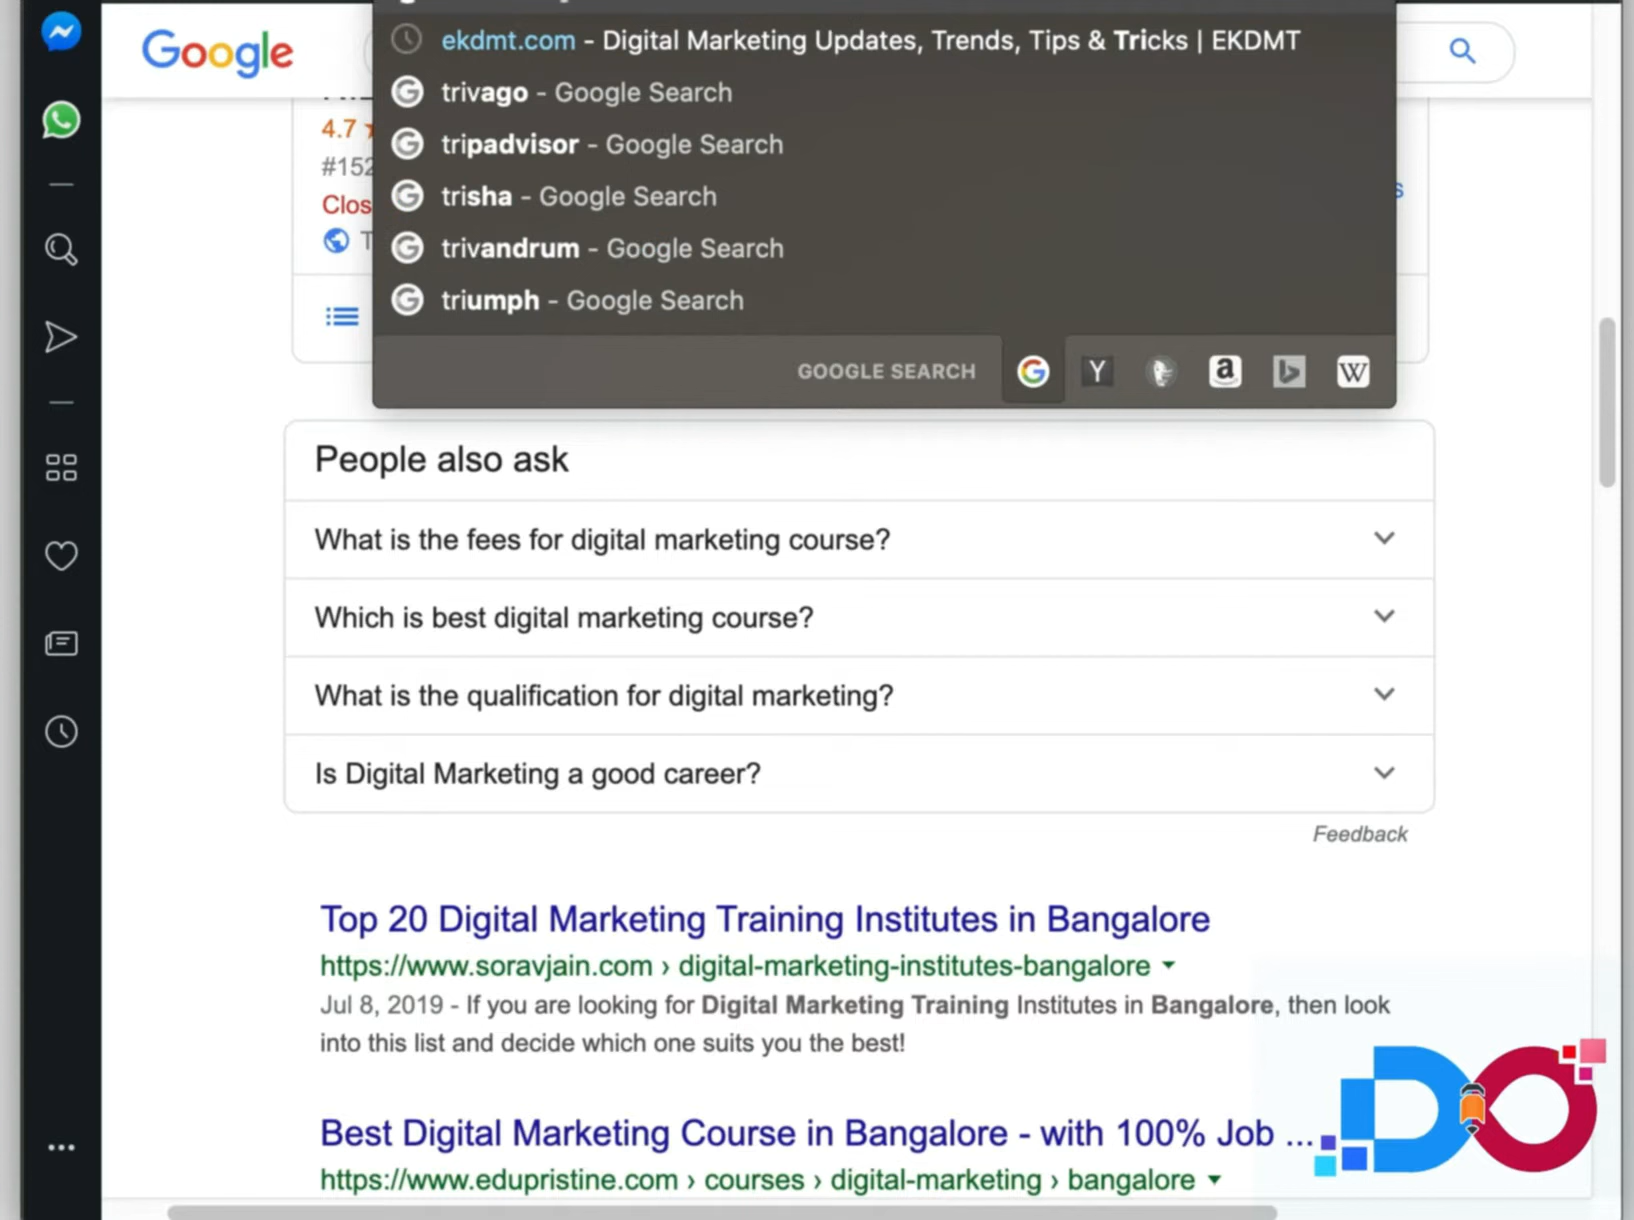 ekdmt.com - Digital Marketing Updates, Trends, Tips & Tricks | EKDMT
Google
trivago - Google Search
4.7
tripadvisor - Google Search
#152
trisha - Google Search
Clos
trivandrum - Google Search
triumph - Google Search
GOOGLE SEARCH
People also ask
What is the fees for digital marketing course?
Which is best digital marketing course?
What is the qualification for digital marketing?
Is Digital Marketing a good career?
Feedback
Top 20 Digital Marketing Training Institutes in Bangalore
https://www.soravjain.com › digital-marketing-institutes-bangalore
Jul 8, 2019 - If you are looking for Digital Marketing Training Institutes in Bangalore, then look
into this list and decide which one suits you the best!
Best Digital Marketing Course in Bangalore - with 100% Job ...
https://www.edupristine.com › courses › digital-marketing › bangalore